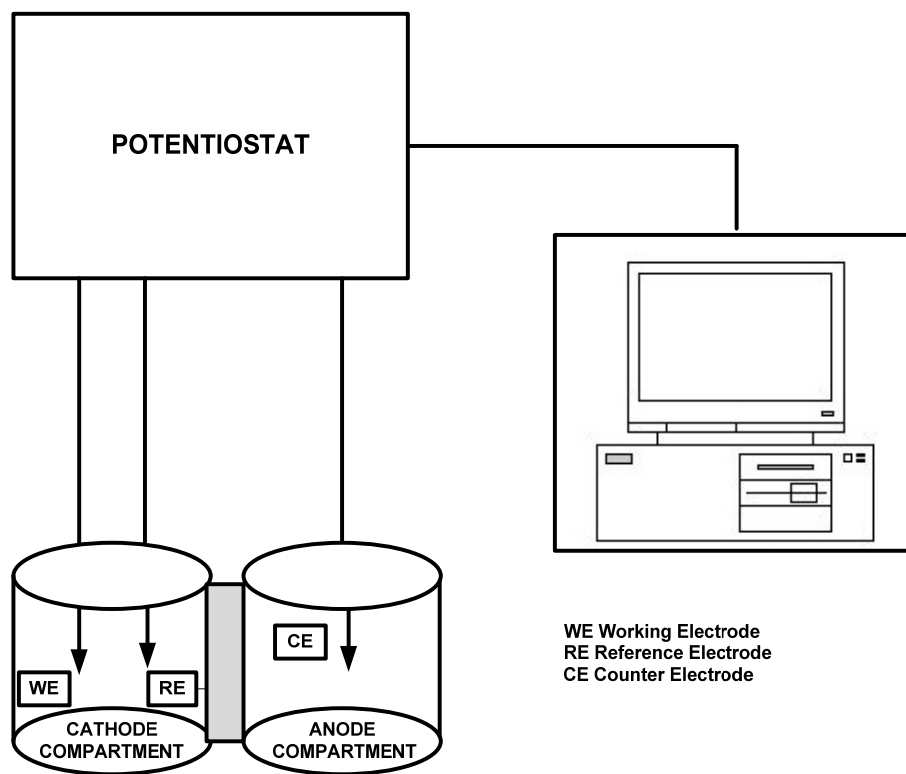 POTENTIOSTAT
CE
WE
RE
CATHODE
COMPARTMENT
ANODE
COMPARTMENT
WE Working Electrode
RE Reference Electrode
CE Counter Electrode